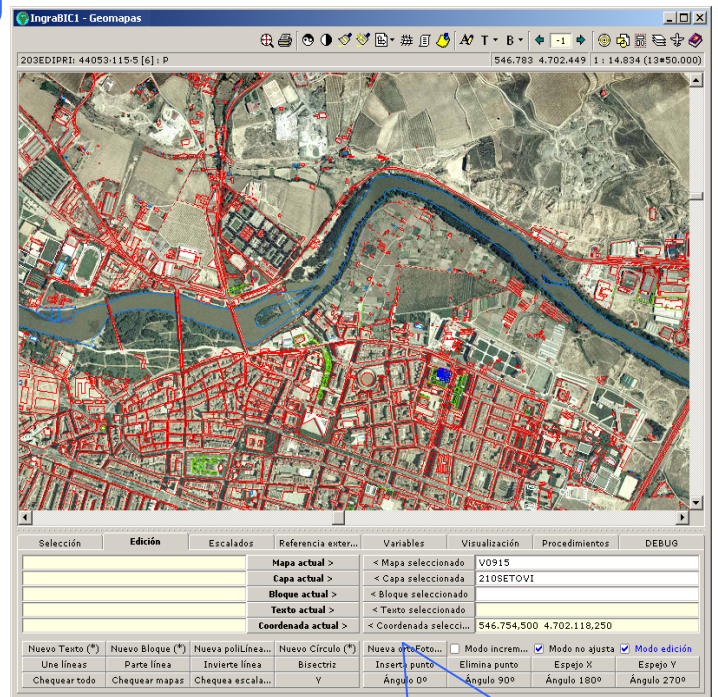 IngraBIC1 - Geomapas
203EDIPRI: 44053-115-5 [6] : P
546.783 4.702.449
1 : 14.834 (13*50.000)
-1
Selección
Edición
Escalados
Referencia exter...
Variables
Visualización
Procedimientos
DEBUG
Mapa actual >
< Mapa seleccionado
V0915
Capa actual >
< Capa seleccionada
210SETOVI
Bloque actual >
< Bloque seleccionado
Texto actual >
< Texto seleccionado
Coordenada actual >
< Coordenada selecci...
546.754,500 4.702.118,250
Nuevo Texto (*)
Nuevo Bloque (*)
Nueva poliLínea...
Nuevo Círculo (*)
Nueva ortoFoto...
Modo increm...
Modo no ajusta
Modo edición
Une líneas
Parte línea
Invierte línea
Bisectriz
Inserta punto
Elimina punto
Espejo X
Espejo Y
Chequear todo
Chequear mapas
Chequea escala...
Y
Ángulo 0º
Ángulo 90º
Ángulo 180º
Ángulo 270º